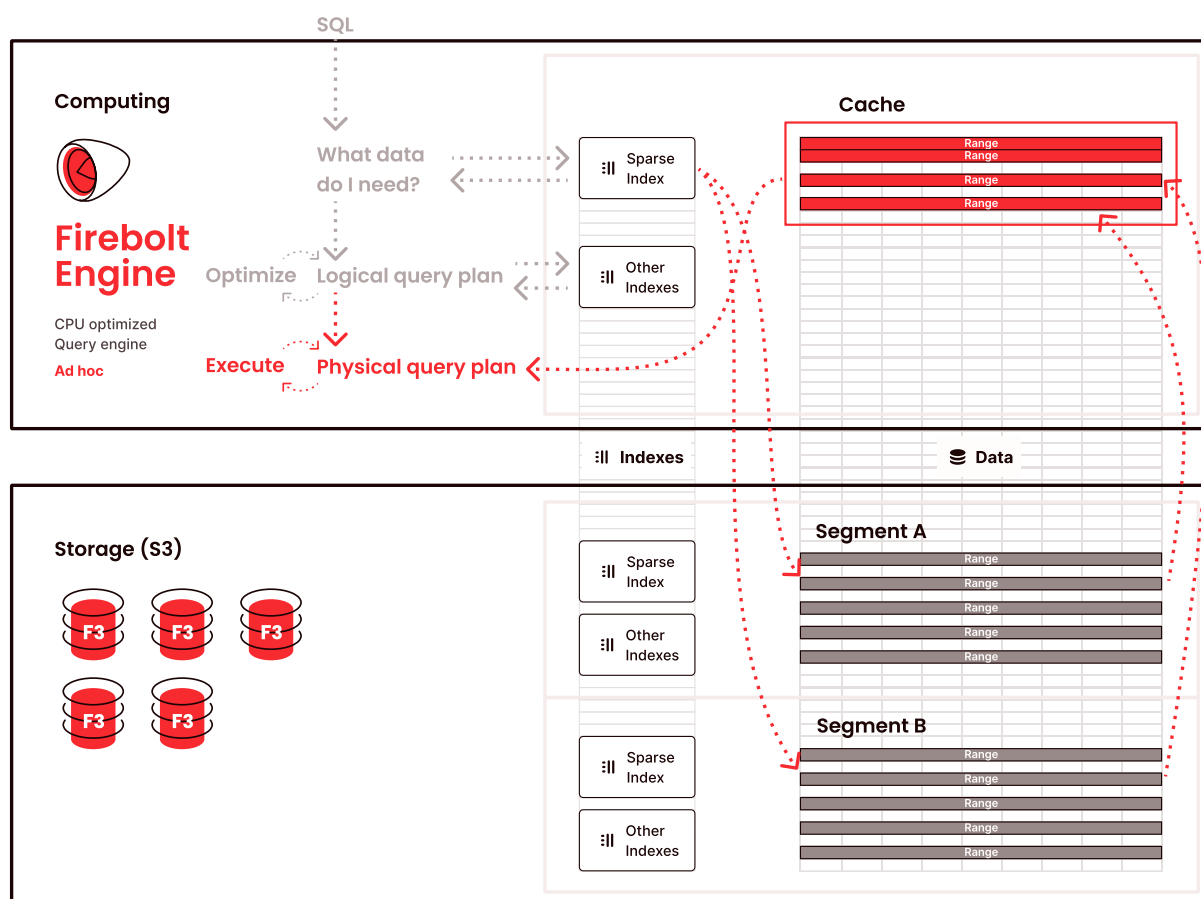 SQL
Computing
Cache
Range
Range
Range
Range
What data
do I need?
Sparse
Index
Firebolt
Engine
Optimize
Logical query plan
Other
Indexes
CPU optimized
Query engine
Ad hoc
Execute
Physical query plan
Indexes
Data
Storage (S3)
Segment A
Range
Range
Range
Range
Range
Sparse
Index
Other
Indexes
F3
F3
F3
F3
F3
Segment B
Range
Range
Range
Range
Range
Sparse
Index
Other
Indexes